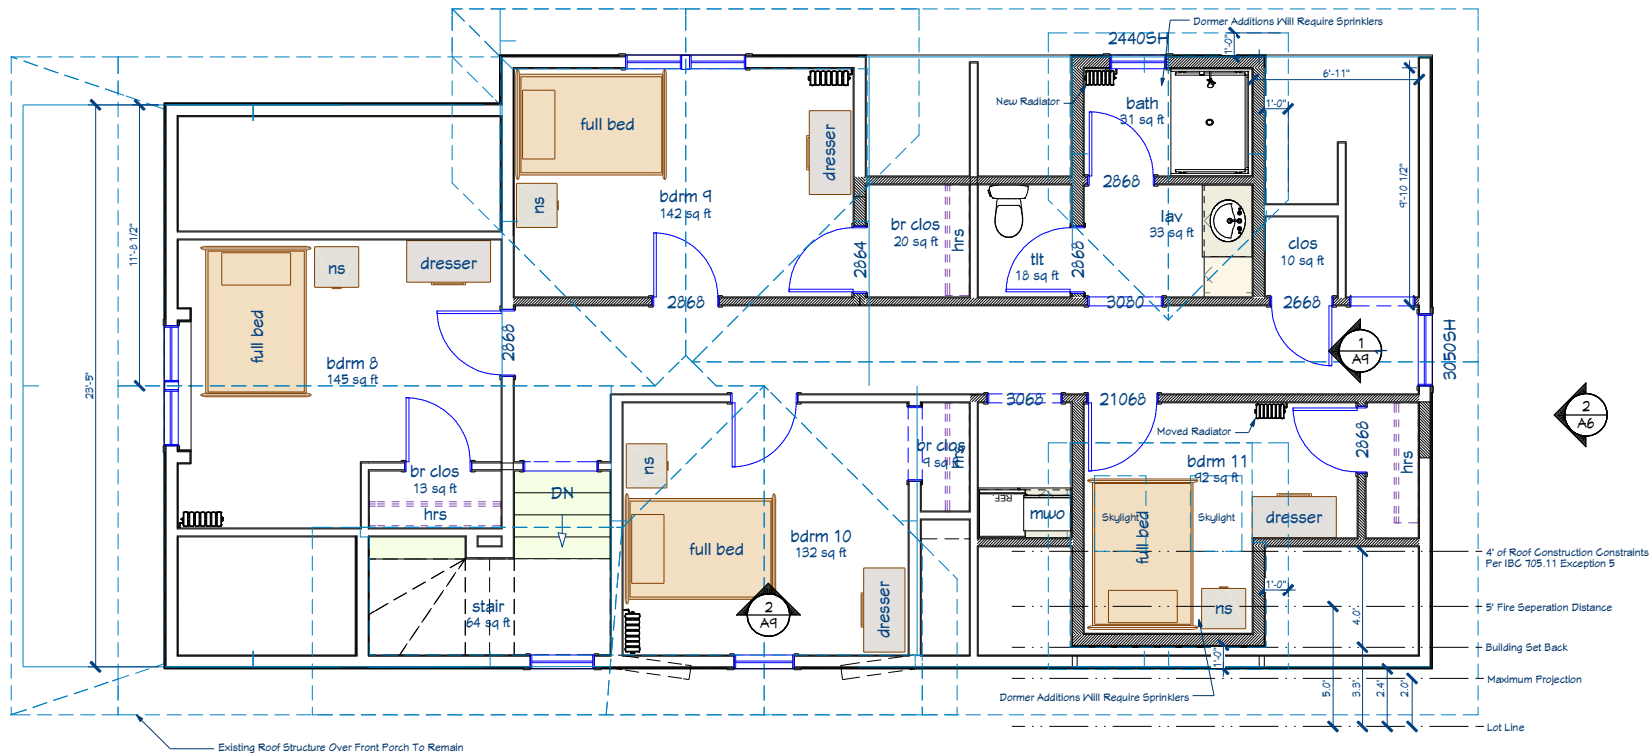 Dormer Additions Will Require Sprinklers
2440SH
1'-0"
6'-11"
full bed
New Radiator
bath
31 sq ft
1'-0"
dresser
2868
9'-10 1/2"
ns
bdrm 9
142 sq ft
br clos
20 sq ft
hrs
lav
33 sq ft
11'-8 1/2"
2864
tlt
18 sq ft
2868
clos
10 sq ft
ns
dresser
2868
3080
2668
full bed
2868
1
A9
3050SH
bdrm 8
145 sq ft
23'-5"
3068
21068
2
A6
Moved Radiator
2868
br clos
9 sq ft
hrs
ns
bdrm 11
92 sq ft
hrs
br clos
13 sq ft
hrs
DN
REF.
mwo
Skylight
Skylight
full bed
dresser
full bed
bdrm 10
132 sq ft
4' of Roof Construction Constraints
Per IBC 705.11 Exception 5
1'-0"
stair
64 sq ft
2
A9
dresser
ns
5' Fire Seperation Distance
4.0'
Building Set Back
1'-0"
Maximum Projection
5.0'
3.3'
2.4'
2.0'
Dormer Additions Will Require Sprinklers
Lot Line
Existing Roof Structure Over Front Porch To Remain